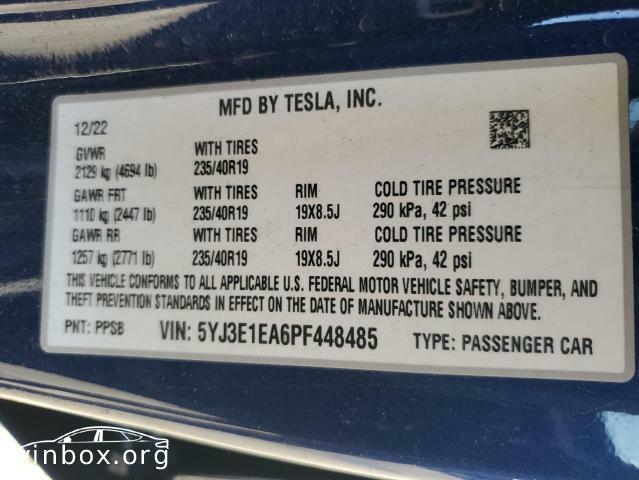 MFD BY TESLA, INC.
12/22
GVWR WITH TIRES
2129 kg (4694 lb) 235/40R19
GAWR FRT WITH TIRES RIM COLD TIRE PRESSURE
1110 kg (2447 lb) 235/40R19 19X8.5J 290 kPa, 42 psi
GAWR RR WITH TIRES RIM COLD TIRE PRESSURE
1257 kg (2771 lb) 235/40R19 19X8.5J 290 kPa, 42 psi
THIS VEHICLE CONFORMS TO ALL APPLICABLE U.S. FEDERAL MOTOR VEHICLE SAFETY, BUMPER, AND
THEFT PREVENTION STANDARDS IN EFFECT ON THE DATE OF MANUFACTURE SHOWN ABOVE.
PNT: PPSB VIN: 5YJ3E1EA6PF448485 TYPE: PASSENGER CAR
vinbox.org